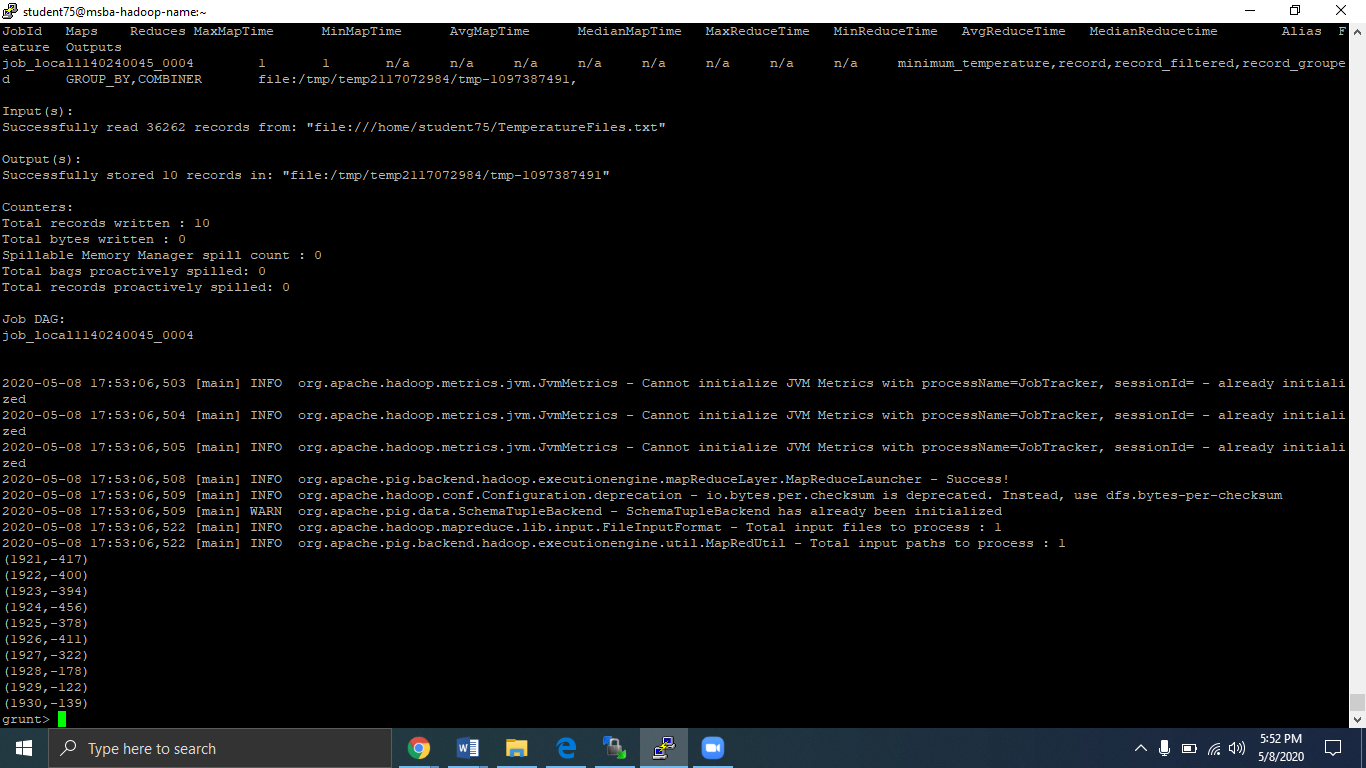 student75@msba-hadoop-name:~
JobId Maps Reduces MaxMapTime MinMapTime AvgMapTime MedianMapTime MaxReduceTime MinReduceTime AvgReduceTime MedianReducetime Alias F
eature Outputs
job_local1140240045_0004 1 1 n/a n/a n/a n/a n/a n/a n/a n/a minimum_temperature,record,record_filtered,record_groupe
d GROUP_BY,COMBINER file:/tmp/temp2117072984/tmp-1097387491,
Input(s):
Successfully read 36262 records from: "file:///home/student75/TemperatureFiles.txt"
Output(s):
Successfully stored 10 records in: "file:/tmp/temp2117072984/tmp-1097387491"
Counters:
Total records written : 10
Total bytes written : 0
Spillable Memory Manager spill count : 0
Total bags proactively spilled: 0
Total records proactively spilled: 0
Job DAG:
job_local1140240045_0004
2020-05-08 17:53:06,503 [main] INFO org.apache.hadoop.metrics.jvm.JvmMetrics - Cannot initialize JVM Metrics with processName=JobTracker, sessionId= - already initiali
zed
2020-05-08 17:53:06,504 [main] INFO org.apache.hadoop.metrics.jvm.JvmMetrics - Cannot initialize JVM Metrics with processName=JobTracker, sessionId= - already initiali
zed
2020-05-08 17:53:06,505 [main] INFO org.apache.hadoop.metrics.jvm.JvmMetrics - Cannot initialize JVM Metrics with processName=JobTracker, sessionId= - already initiali
zed
2020-05-08 17:53:06,508 [main] INFO org.apache.pig.backend.hadoop.executionengine.mapReduceLayer.MapReduceLauncher - Success!
2020-05-08 17:53:06,509 [main] INFO org.apache.hadoop.conf.Configuration.deprecation - io.bytes.per.checksum is deprecated. Instead, use dfs.bytes-per-checksum
2020-05-08 17:53:06,509 [main] WARN org.apache.pig.data.SchemaTupleBackend - SchemaTupleBackend has already been initialized
2020-05-08 17:53:06,522 [main] INFO org.apache.hadoop.mapreduce.lib.input.FileInputFormat - Total input files to process : 1
2020-05-08 17:53:06,522 [main] INFO org.apache.pig.backend.hadoop.executionengine.util.MapRedUtil - Total input paths to process : 1
(1921,-417)
(1922,-400)
(1923,-394)
(1924,-456)
(1925,-378)
(1926,-411)
(1927,-322)
(1928,-178)
(1929,-122)
(1930,-139)
grunt>
Type here to search
5:52 PM
5/8/2020